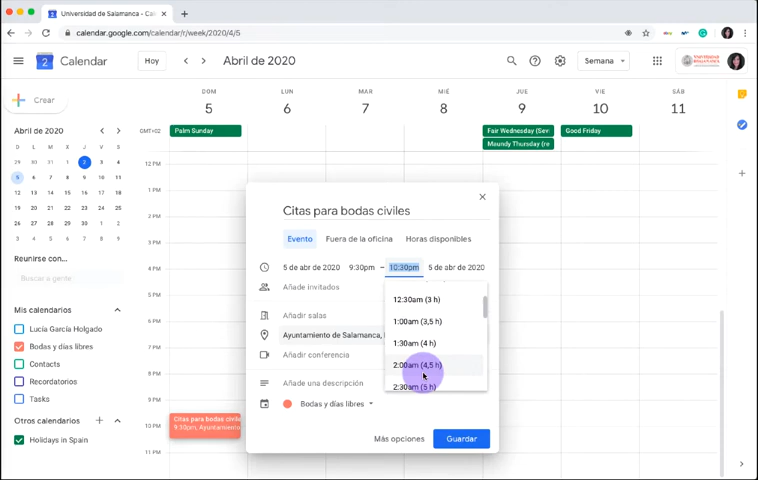 Universidad de Salamanca - Cal
calendar.google.com/calendar/r/week/2020/4/5
Calendar
Hoy
Abril de 2020
Semana
Crear
DOM LUN MAR MIÉ JUE VIE SÁB
5 6 7 8 9 10 11
GMT+02
Palm Sunday
Good Friday
Abril de 2020
D L M X J V S
29 30 31 1 2 3 4
5 6 7 8 9 10 11
12 13 14 15 16 17 18
19 20 21 22 23 24 25
26 27 28 29 30 1 2
3 4 5 6 7 8 9
12 PM
1 PM
2 PM
3 PM
4 PM
5 PM
6 PM
7 PM
8 PM
9 PM
10 PM
11 PM
Reunirse con...
Buscar a gente
Mis calendarios
Lucía García Holgado
Bodas y días libres
Contacts
Recordatorios
Tasks
Otros calendarios
Holidays in Spain
Citas para bodas civile
9:30pm, Ayuntamiento
Citas para bodas civiles
Evento Fuera de la oficina Horas disponibles
5 de abr de 2020 9:30pm – 10:30pm 5 de abr de 2020
Añade invitados
Añadir salas
Ayuntamiento de Salamanca,
Añadir conferencia
Añade una descripción
Bodas y días libres
12:30am (3 h)
1:00am (3,5 h)
1:30am (4 h)
2:00am (4,5 h)
2:30am (5 h)
Más opciones Guardar